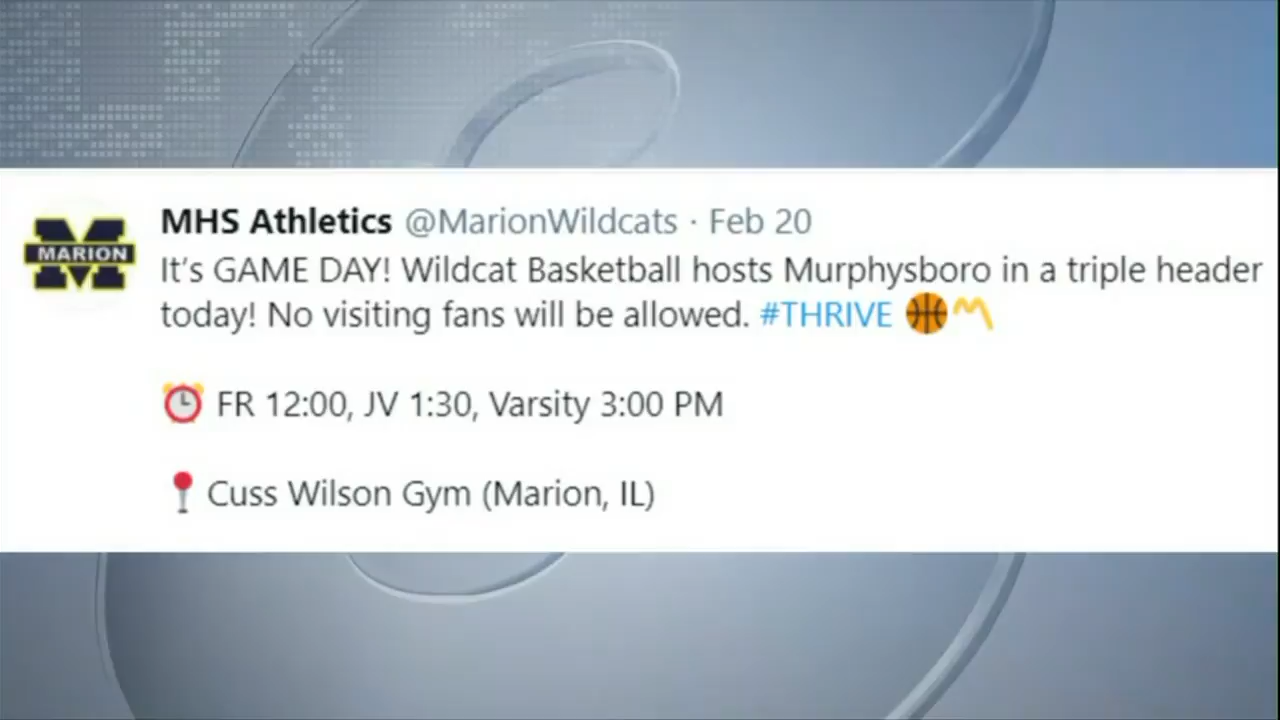 MARION
MHS Athletics @MarionWildcats · Feb 20
It's GAME DAY! Wildcat Basketball hosts Murphysboro in a triple header
today! No visiting fans will be allowed. #THRIVE 🏀〽️
⏰ FR 12:00, JV 1:30, Varsity 3:00 PM
📍 Cuss Wilson Gym (Marion, IL)